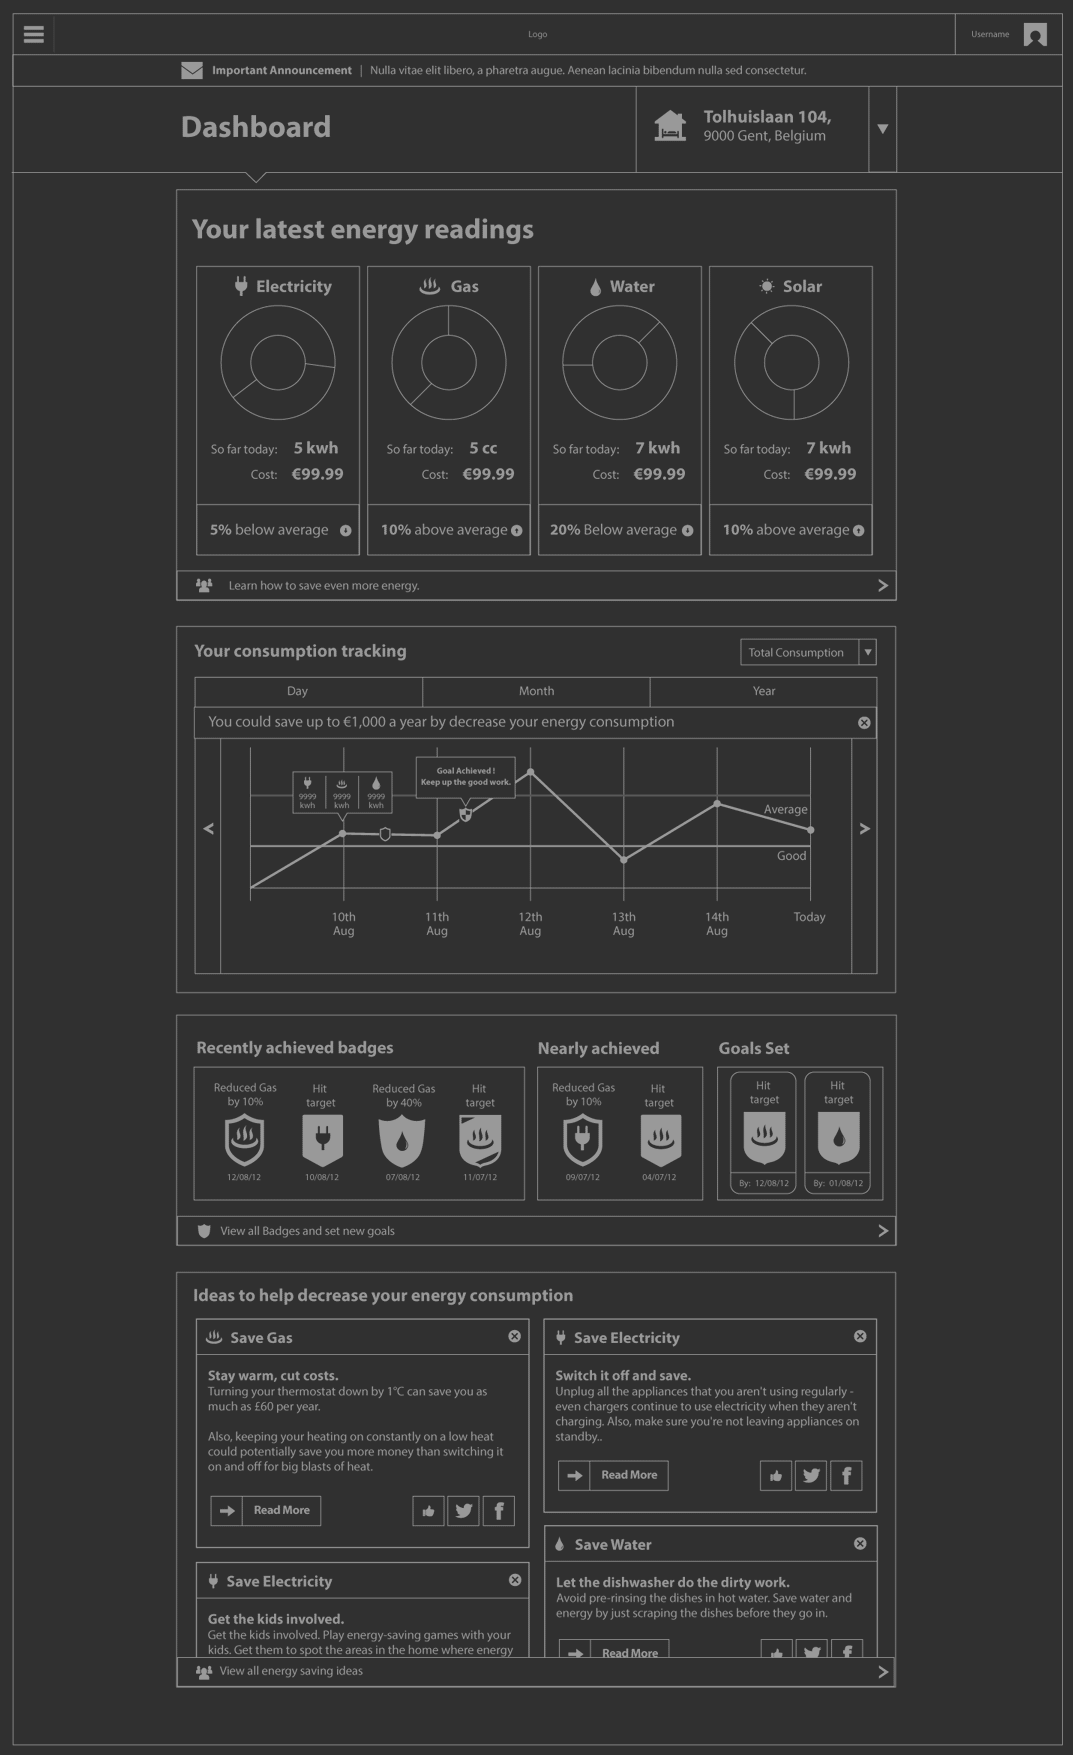 Logo
Username
Important Announcement | Nulla vitae elit libero, a pharetra augue. Aenean lacinia bibendum nulla sed consectetur.
Dashboard
Tolhuislaan 104,
9000 Gent, Belgium
Your latest energy readings
Electricity
So far today: 5 kwh
Cost: €99.99
5% below average
Gas
So far today: 5 cc
Cost: €99.99
10% above average
Water
So far today: 7 kwh
Cost: €99.99
20% Below average
Solar
So far today: 7 kwh
Cost: €99.99
10% above average
Learn how to save even more energy.
Your consumption tracking
Total Consumption
Day
Month
Year
You could save up to €1,000 a year by decrease your energy consumption
9999
kwh
9999
kwh
9999
kwh
Goal Achieved !
Keep up the good work.
Average
Good
10th
Aug
11th
Aug
12th
Aug
13th
Aug
14th
Aug
Today
Recently achieved badges
Reduced Gas
by 10%
12/08/12
Hit
target
10/08/12
Reduced Gas
by 40%
07/08/12
Hit
target
11/07/12
Nearly achieved
Reduced Gas
by 10%
09/07/12
Hit
target
04/07/12
Goals Set
Hit
target
By: 12/08/12
Hit
target
By: 01/08/12
View all Badges and set new goals
Ideas to help decrease your energy consumption
Save Gas
Stay warm, cut costs.
Turning your thermostat down by 1°C can save you as
much as £60 per year.
Also, keeping your heating on constantly on a low heat
could potentially save you more money than switching it
on and off for big blasts of heat.
Read More
Save Electricity
Switch it off and save.
Unplug all the appliances that you aren't using regularly -
even chargers continue to use electricity when they aren't
charging. Also, make sure you're not leaving appliances on
standby..
Read More
Save Electricity
Get the kids involved.
Get the kids involved. Play energy-saving games with your
kids. Get them to spot the areas in the home where energy
Save Water
Let the dishwasher do the dirty work.
Avoid pre-rinsing the dishes in hot water. Save water and
energy by just scraping the dishes before they go in.
Read More
View all energy saving ideas